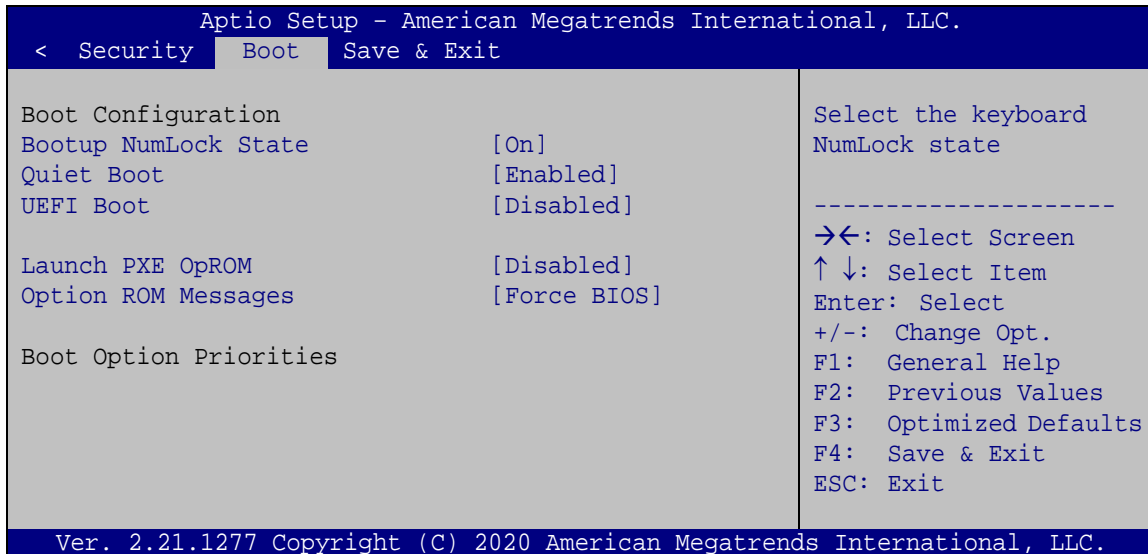 Aptio Setup – American Megatrends International, LLC.
< Security Boot Save & Exit
Boot Configuration
Bootup NumLock State [On]
Quiet Boot [Enabled]
UEFI Boot [Disabled]
Launch PXE OpROM [Disabled]
Option ROM Messages [Force BIOS]
Boot Option Priorities
Select the keyboard
NumLock state
---------------------
→←: Select Screen
↑ ↓: Select Item
Enter: Select
+/-: Change Opt.
F1: General Help
F2: Previous Values
F3: Optimized Defaults
F4: Save & Exit
ESC: Exit
Ver. 2.21.1277 Copyright (C) 2020 American Megatrends International, LLC.